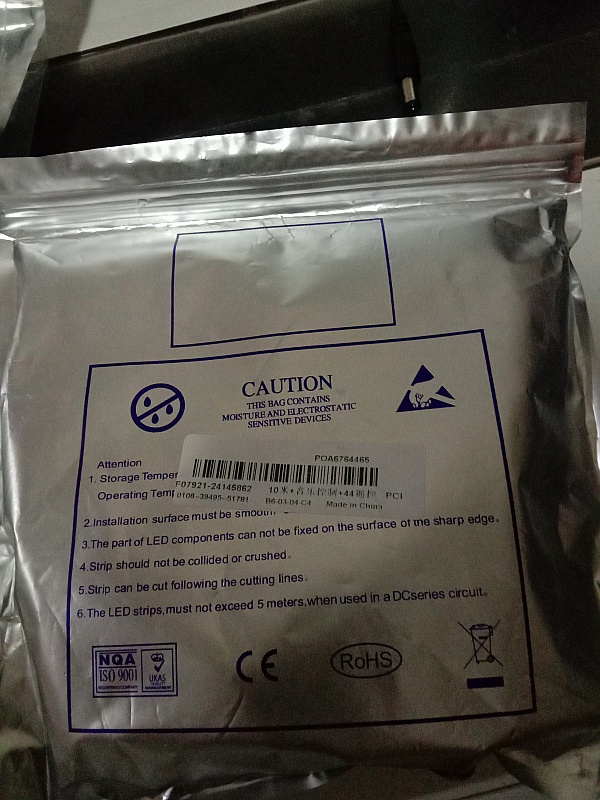 CAUTION
THIS BAG CONTAINS
MOISTURE AND ELECTROSTATIC
SENSITIVE DEVICES
Attention
1. Storage Temper
Operating Tem
POA6764465
F07921-24145862 10米+音乐控制+44遥控 PCI
0108-39495-51781 B6-03-04-C4 Made in China
2.Installation surface must be smooth
3.The part of LED components can not be fixed on the surface of the sharp edge。
4.Strip should not be collided or crushed。
5.Strip can be cut following the cutting lines。
6.The LED strips,must not exceed 5 meters,when used in a DCseries circuit。
NQA
ISO 9001
UKAS
QUALITY
MANAGEMENT
CE
RoHS